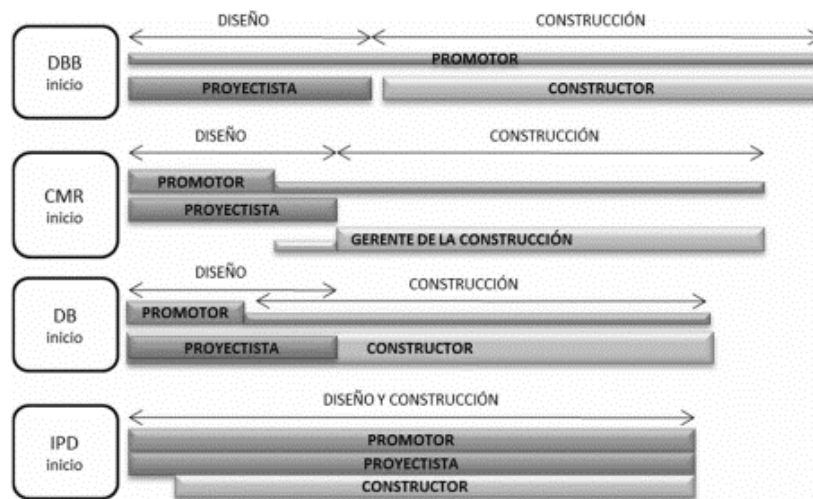 DISEÑO CONSTRUCCIÓN
DBB
inicio
PROMOTOR
PROYECTISTA CONSTRUCTOR
DISEÑO CONSTRUCCIÓN
CMR
inicio
PROMOTOR
PROYECTISTA
GERENTE DE LA CONSTRUCCIÓN
DISEÑO CONSTRUCCIÓN
DB
inicio
PROMOTOR
PROYECTISTA CONSTRUCTOR
DISEÑO Y CONSTRUCCIÓN
IPD
inicio
PROMOTOR
PROYECTISTA
CONSTRUCTOR